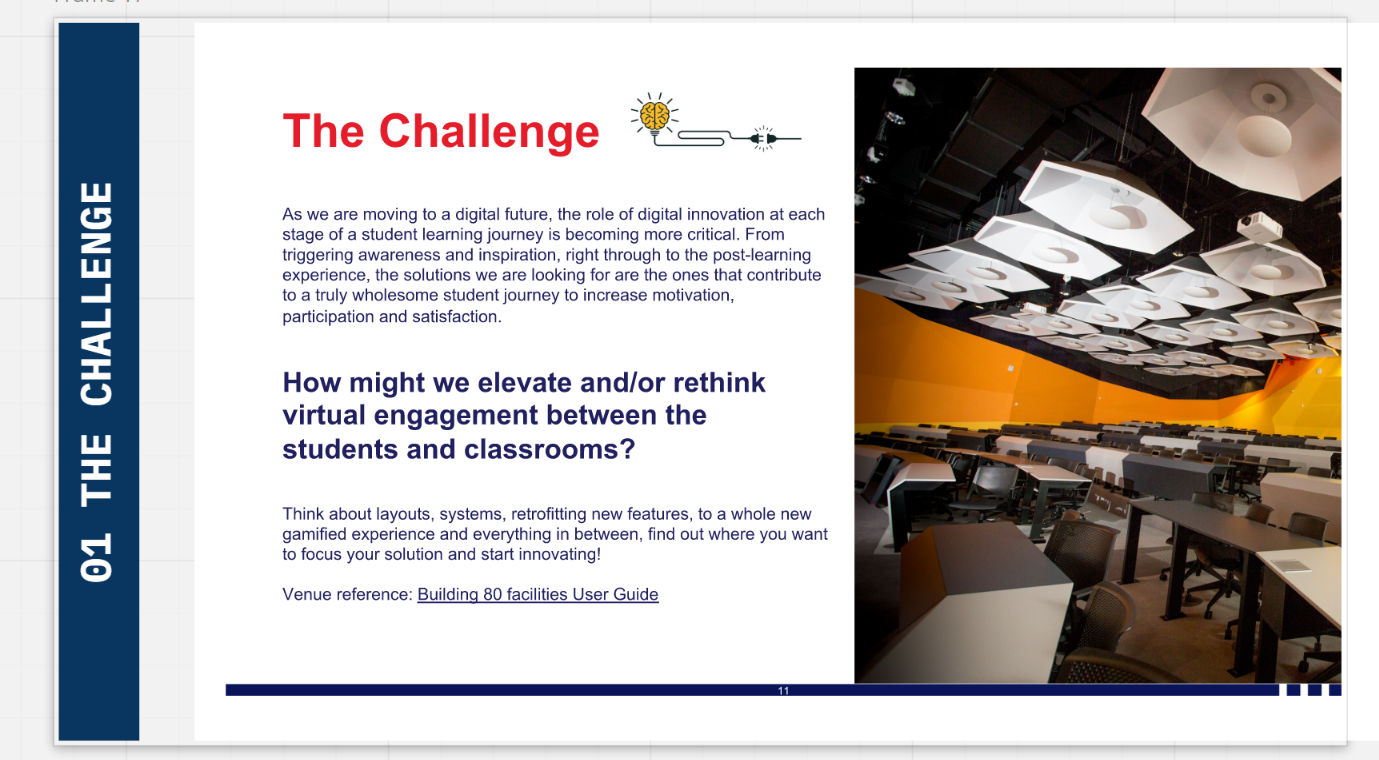 01 THE CHALLENGE
The Challenge
As we are moving to a digital future, the role of digital innovation at each
stage of a student learning journey is becoming more critical. From
triggering awareness and inspiration, right through to the post-learning
experience, the solutions we are looking for are the ones that contribute
to a truly wholesome student journey to increase motivation,
participation and satisfaction.
How might we elevate and/or rethink
virtual engagement between the
students and classrooms?
Think about layouts, systems, retrofitting new features, to a whole new
gamified experience and everything in between, find out where you want
to focus your solution and start innovating!
Venue reference: Building 80 facilities User Guide
11